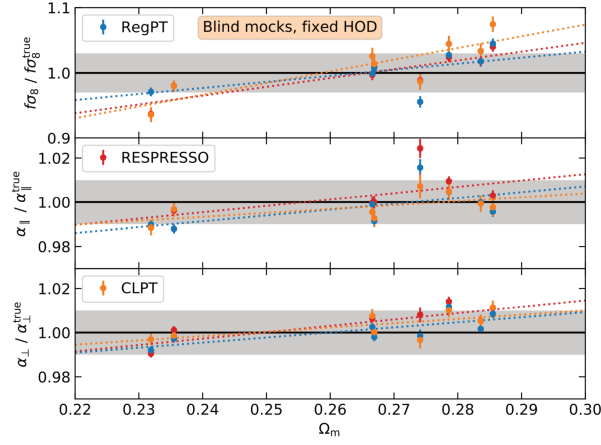 1.1
RegPT
Blind mocks, fixed HOD
1.0
0.9
fσ₈ / fσ₈ᵗʳᵘᵉ
RESPRESSO
1.02
1.00
0.98
α∥ / α∥ᵗʳᵘᵉ
CLPT
1.02
1.00
0.98
α⊥ / α⊥ᵗʳᵘᵉ
0.22 0.23 0.24 0.25 0.26 0.27 0.28 0.29 0.30
Ωₘ